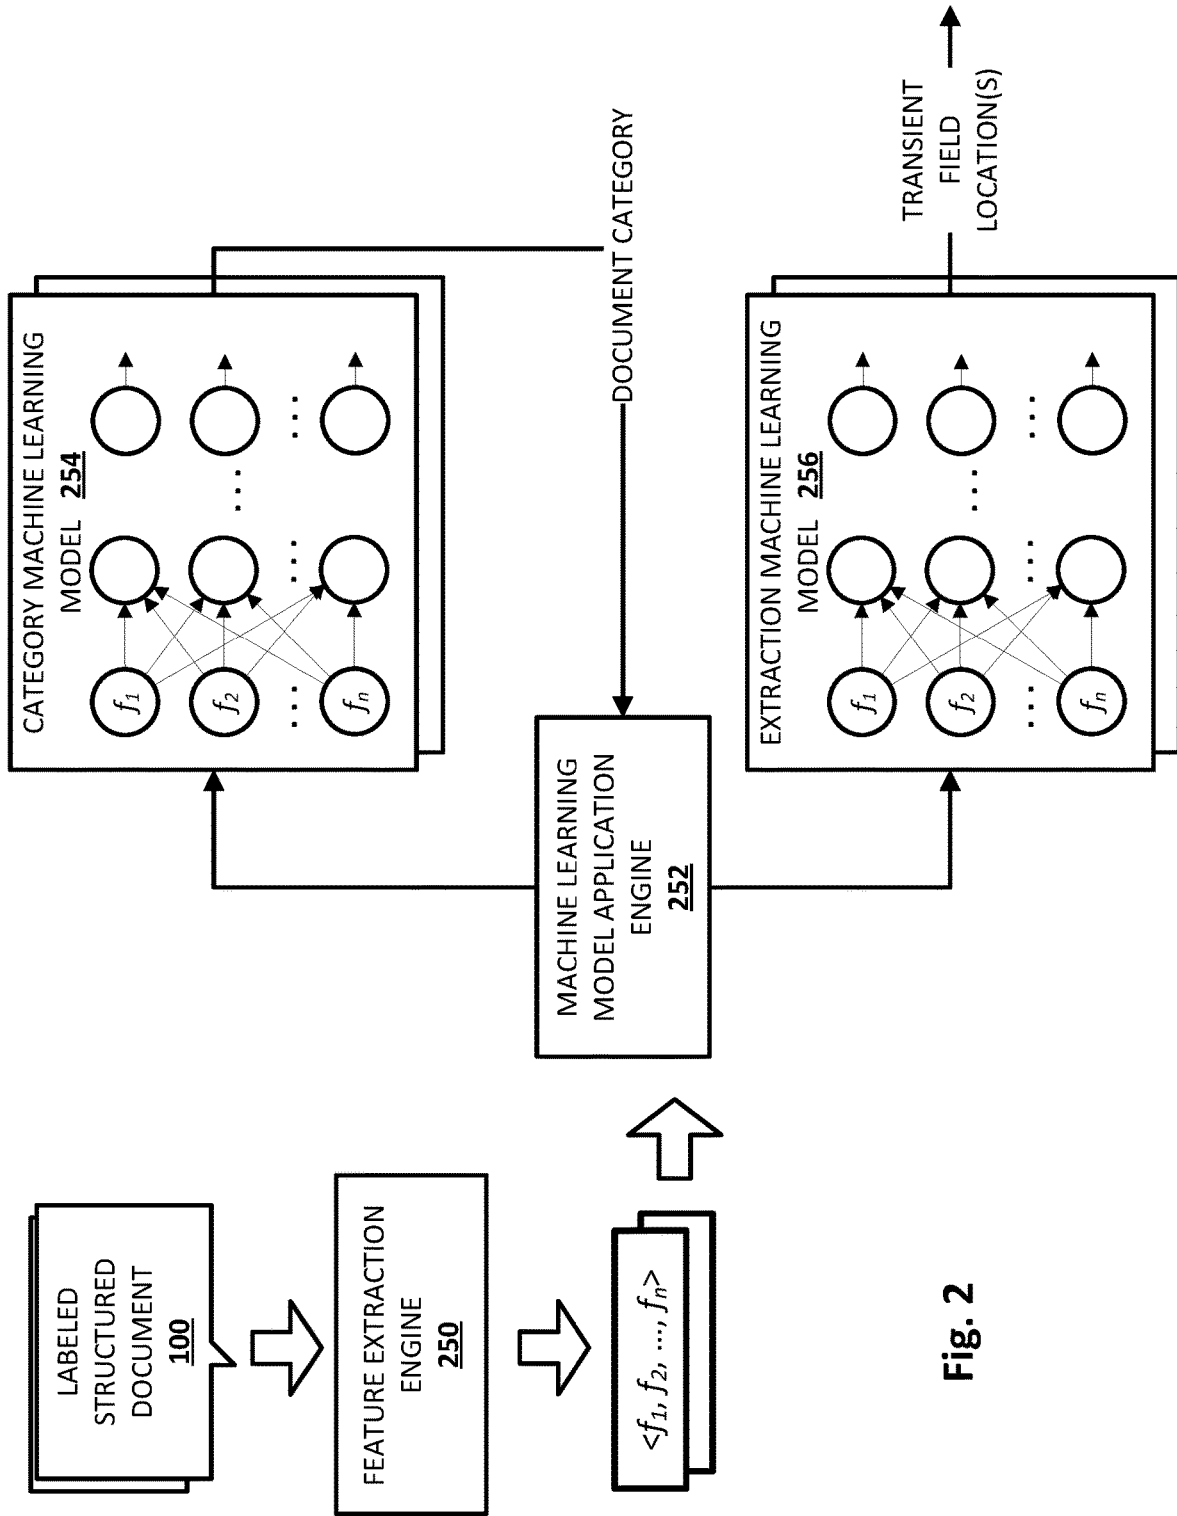 LABELED
STRUCTURED
DOCUMENT
100
FEATURE EXTRACTION
ENGINE
250
<f1, f2, ..., fn>
MACHINE LEARNING
MODEL APPLICATION
ENGINE
252
CATEGORY MACHINE LEARNING
MODEL 254
f1
f2
...
fn
...
...
...
DOCUMENT CATEGORY
EXTRACTION MACHINE LEARNING
MODEL 256
f1
f2
...
fn
...
...
...
TRANSIENT
FIELD
LOCATION(S)
Fig. 2